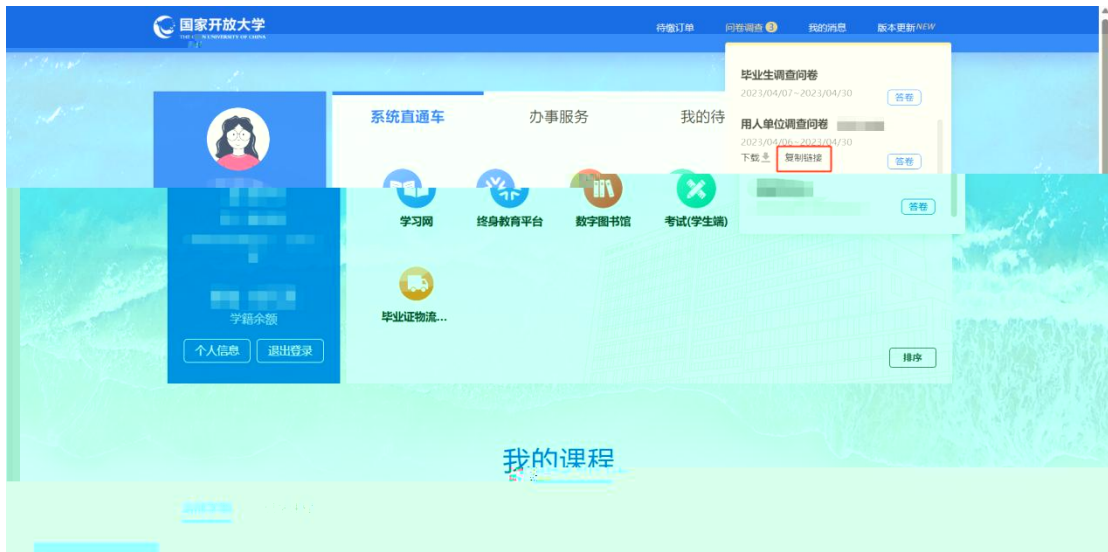 国家开放大学
待缴订单 问卷调查 3 我的消息 版本更新NEW
毕业生调查问卷
2023/04/07~2023/04/30
答卷
用人单位调查问卷
2023/04/06~2023/04/30
下载 复制链接
答卷
答卷
系统直通车 办事服务 我的待
学习网 终身教育平台 数字图书馆 考试(学生端)
毕业证物流...
学籍余额
个人信息 退出登录
排序
我的课程